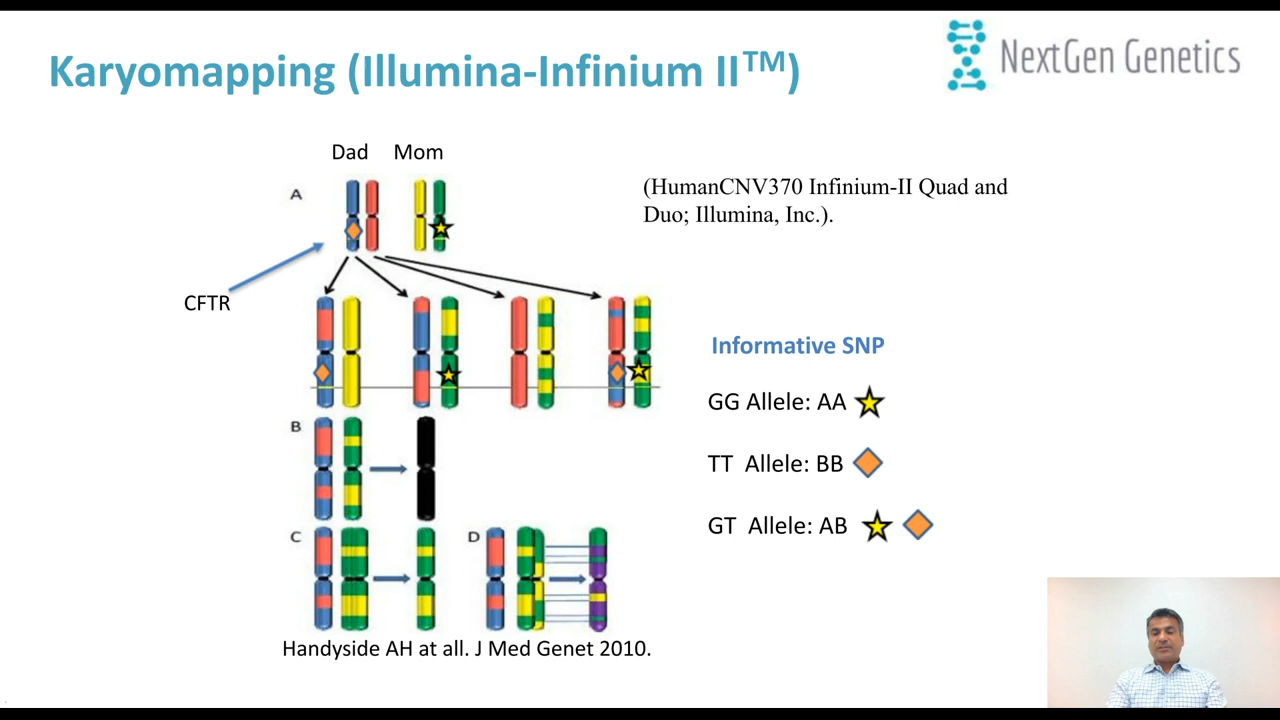 Karyomapping (Illumina-Infinium II™)
NextGen Genetics
Dad Mom
A
(HumanCNV370 Infinium-II Quad and
Duo; Illumina, Inc.).
CFTR
Informative SNP
GG Allele: AA
B
TT Allele: BB
GT Allele: AB
C
D
Handyside AH at all. J Med Genet 2010.